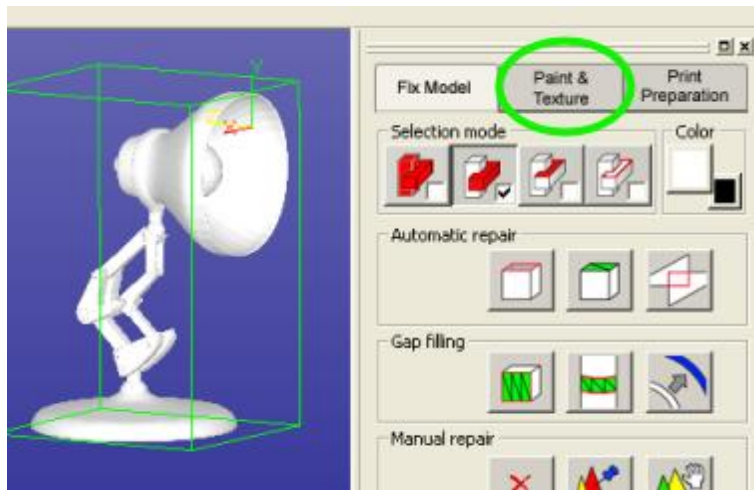 Fix Model
Paint &
Texture
Print
Preparation
Selection mode
Color
Automatic repair
Gap filling
Manual repair
Y